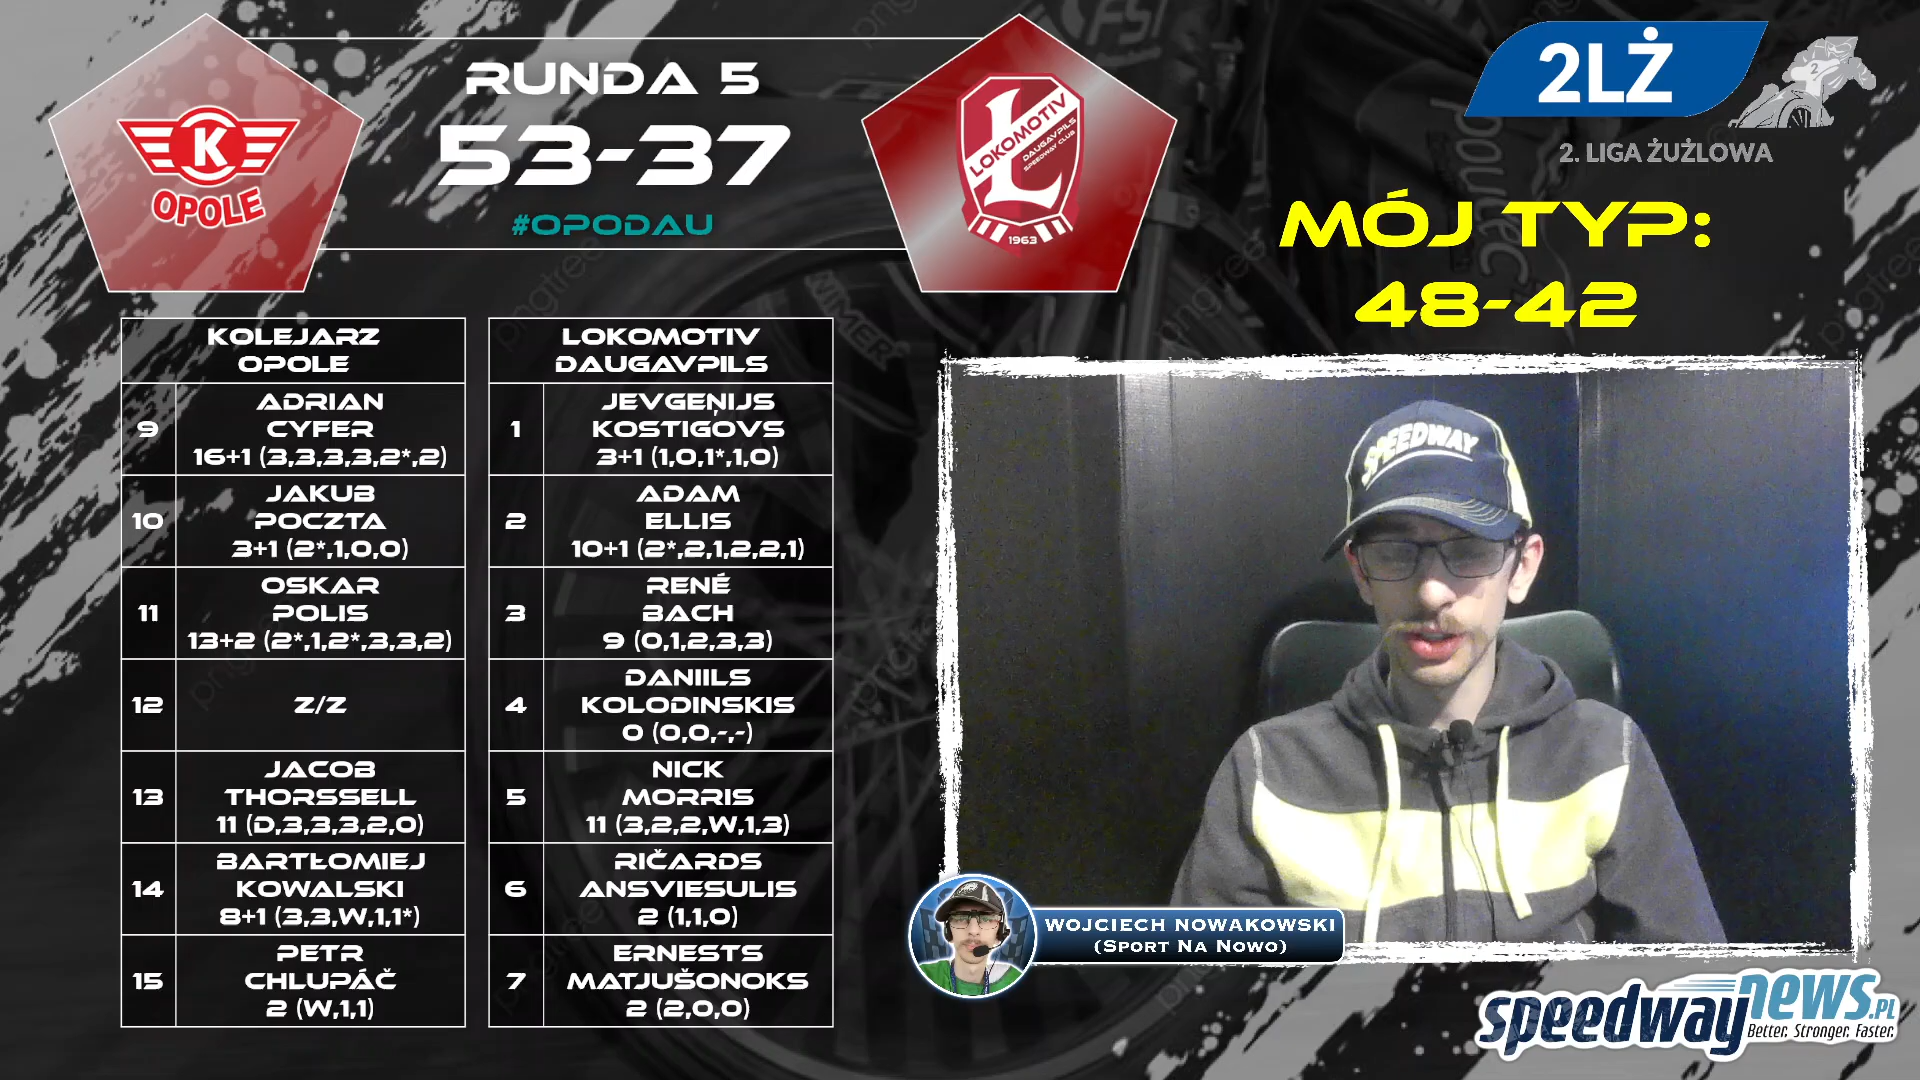 RUNDA 5
53-37
#OPODAU
K
OPOLE
LOKOMOTIV
DAUGAVPILS
SPEEDWAY CLUB
L
1963
2LŻ
2. LIGA ŻUŻLOWA
MÓJ TYP:
48-42
KOLEJARZ
OPOLE
9
ADRIAN
CYFER
16+1 (3,3,3,3,2*,2)
10
JAKUB
POCZTA
3+1 (2*,1,0,0)
11
OSKAR
POLIS
13+2 (2*,1,2*,3,3,2)
12
Z/Z
13
JACOB
THORSSELL
11 (D,3,3,3,2,0)
14
BARTŁOMIEJ
KOWALSKI
8+1 (3,3,W,1,1*)
15
PETR
CHLUPÁČ
2 (W,1,1)
LOKOMOTIV
DAUGAVPILS
1
JEVGEŅIJS
KOSTIGOVS
3+1 (1,0,1*,1,0)
2
ADAM
ELLIS
10+1 (2*,2,1,2,2,1)
3
RENÉ
BACH
9 (0,1,2,3,3)
4
DANIILS
KOLODINSKIS
0 (0,0,-,-)
5
NICK
MORRIS
11 (3,2,2,W,1,3)
6
RIČARDS
ANSVIESULIS
2 (1,1,0)
7
ERNESTS
MATJUŠONOKS
2 (2,0,0)
SPEEDWAY
WOJCIECH NOWAKOWSKI
(SPORT NA NOWO)
speedwaynews.PL
Better. Stronger. Faster.